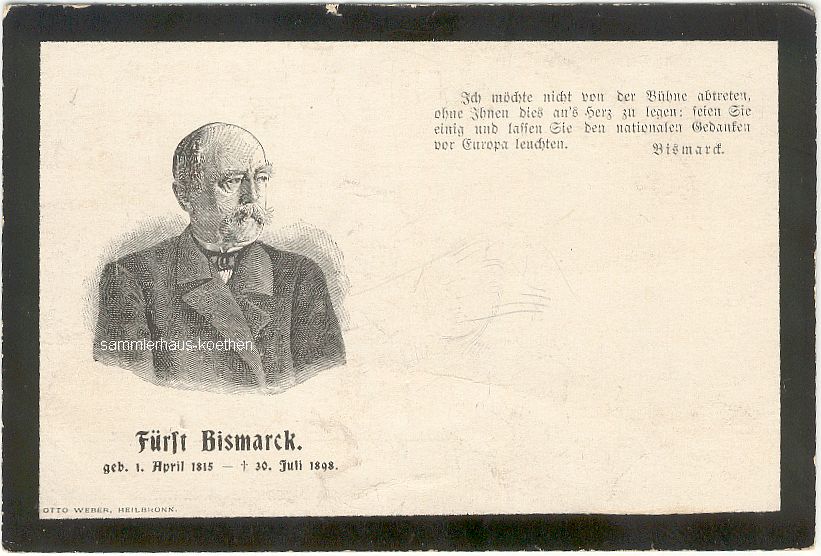 Ich möchte nicht von der Bühne abtreten,
ohne Ihnen dies an's Herz zu legen: seien Sie
einig und lassen Sie den nationalen Gedanken
vor Europa leuchten.
Bismarck.
sammlerhaus-koethen
Fürst Bismarck.
geb. 1. April 1815 — † 30. Juli 1898.
OTTO WEBER, HEILBRONN.